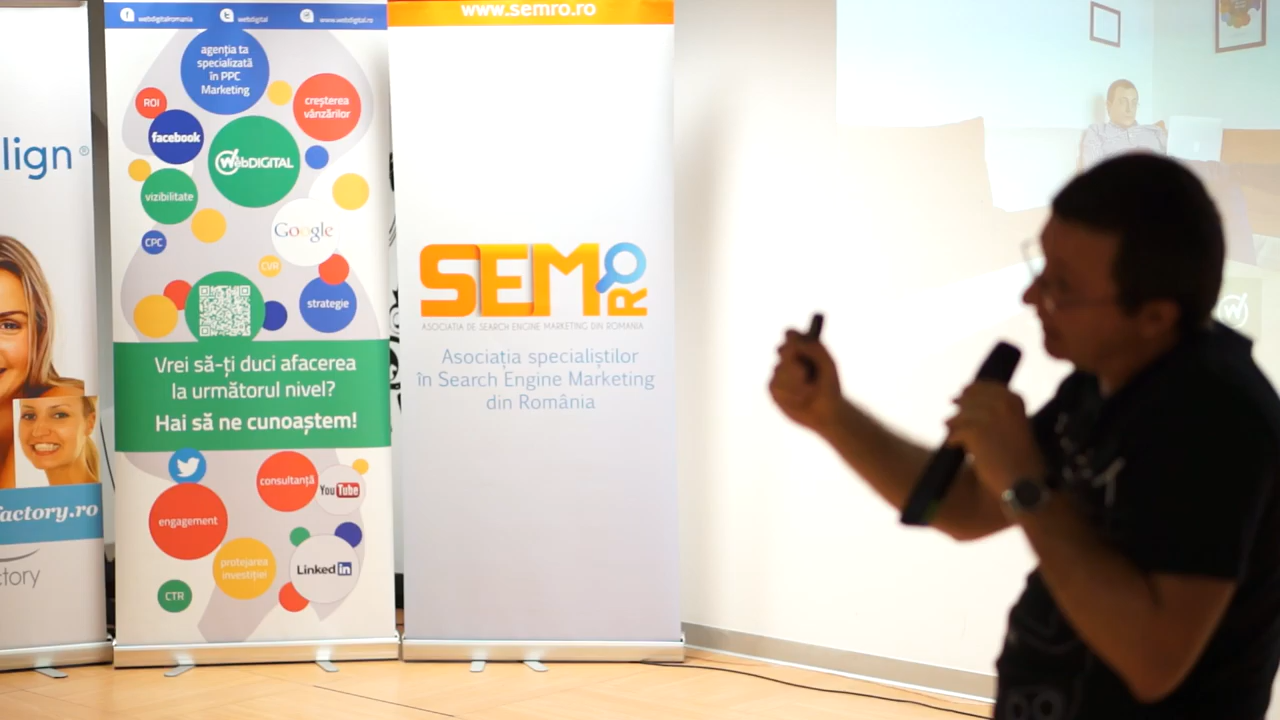 lign®
factory.ro
ctory
webdigitalromania
webdigital
www.webdigital.ro
agenția ta
specializată
în PPC
Marketing
ROI
creșterea
vânzărilor
facebook
WebDIGITAL
vizibilitate
Google
CPC
CVR
strategie
Vrei să-ți duci afacerea
la următorul nivel?
Hai să ne cunoaștem!
consultanță
YouTube
engagement
protejarea
investiției
LinkedIn
CTR
www.semro.ro
SEM RO
ASOCIATIA DE SEARCH ENGINE MARKETING DIN ROMANIA
Asociația specialiștilor
în Search Engine Marketing
din România